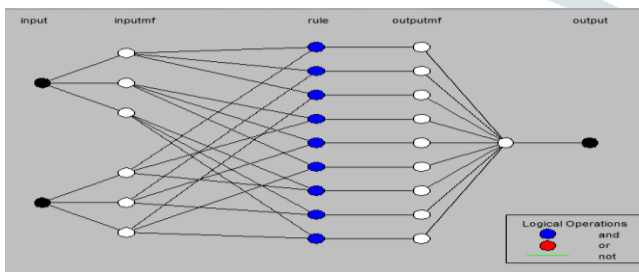 input inputmf rule outputmf output
Logical Operations
and
or
not